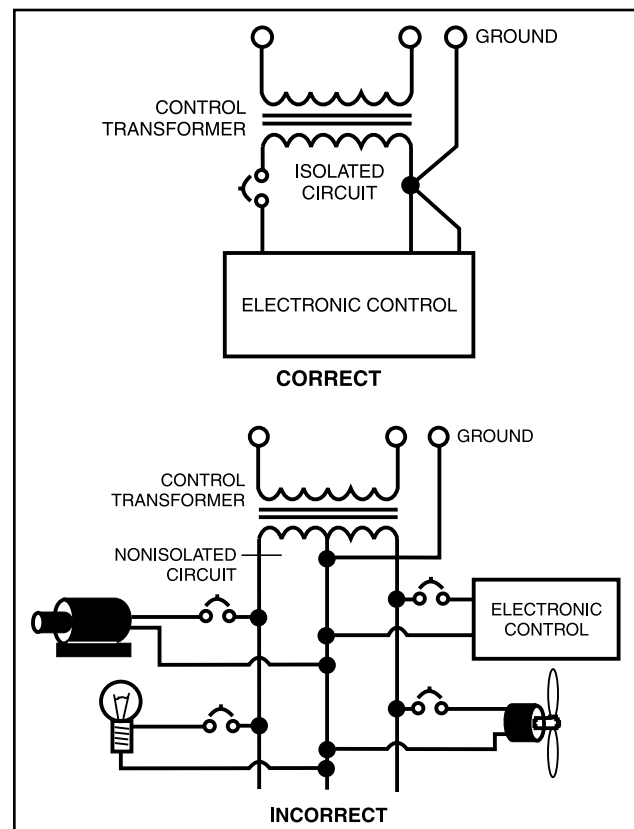 GROUND
CONTROL
TRANSFORMER
ISOLATED
CIRCUIT
ELECTRONIC CONTROL
CORRECT
GROUND
CONTROL
TRANSFORMER
NONISOLATED
CIRCUIT
ELECTRONIC
CONTROL
INCORRECT